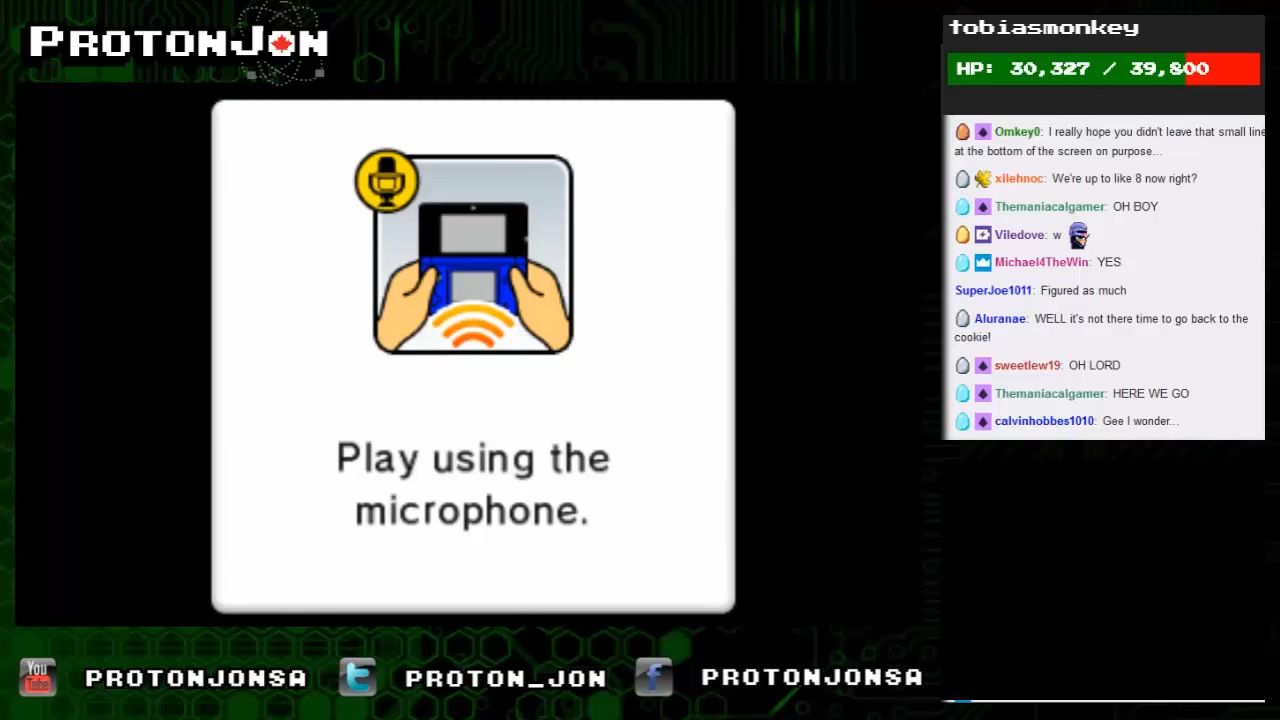 PROTONJON
tobiasmonkey
HP: 30,327 / 39,800
Omkey0: I really hope you didn't leave that small line
at the bottom of the screen on purpose...
xilehnoc: We're up to like 8 now right?
Themaniacalgamer: OH BOY
Viledove: w
Michael4TheWin: YES
SuperJoe1011: Figured as much
Aluranae: WELL it's not there time to go back to the
cookie!
sweetlew19: OH LORD
Themaniacalgamer: HERE WE GO
calvinhobbes1010: Gee I wonder...
Play using the
microphone.
You
Tube
PROTONJONSA
PROTON_JON
PROTONJONSA